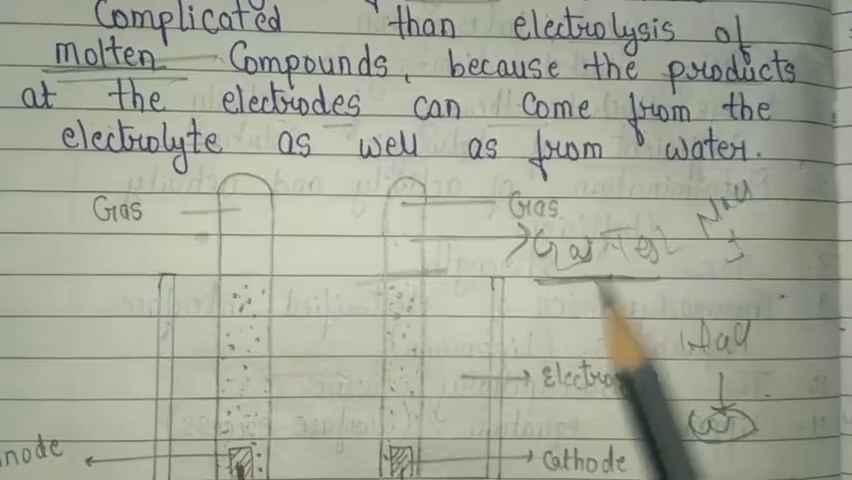 Complicated than electrolysis of
molten Compounds, because the products
at the electrodes can come from the
electrolyte as well as from water.
Gas
Gas
Gas Test
Electro
node
Cathode